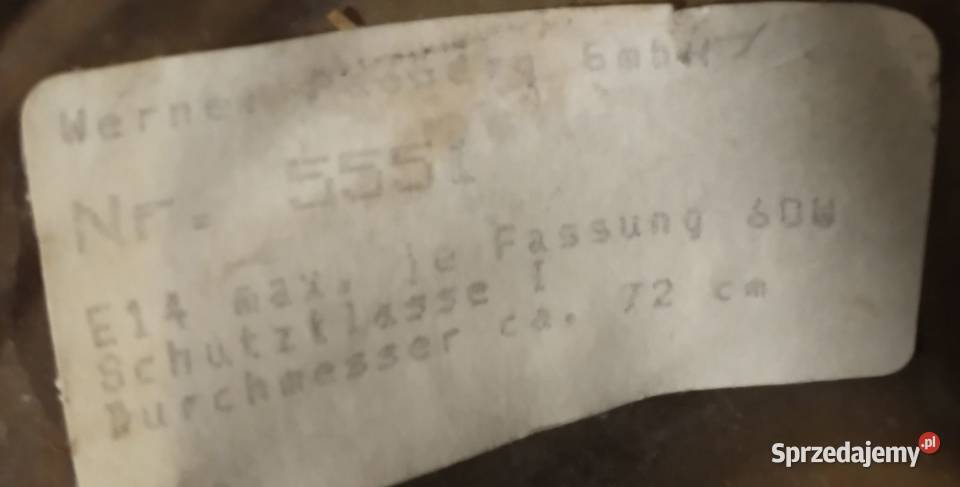 Werner GmbH
Nr. 5551
E14 max. je Fassung 60W
Schutzklasse I
Durchmesser ca. 72 cm
Sprzedajemy.pl